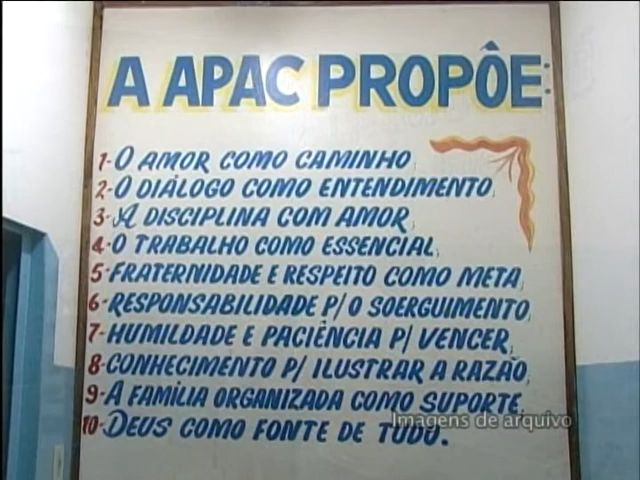 A APAC PROPÔE:
1- O AMOR COMO CAMINHO,
2- O DIÁLOGO COMO ENTENDIMENTO,
3- A DISCIPLINA COM AMOR,
4- O TRABALHO COMO ESSENCIAL,
5- FRATERNIDADE E RESPEITO COMO META,
6- RESPONSABILIDADE P/ O SOERGUIMENTO,
7- HUMILDADE E PACIÊNCIA P/ VENCER,
8- CONHECIMENTO P/ ILUSTRAR A RAZÃO,
9- A FAMÍLIA ORGANIZADA COMO SUPORTE,
10- DEUS COMO FONTE DE TUDO.
Imagens de arquivo